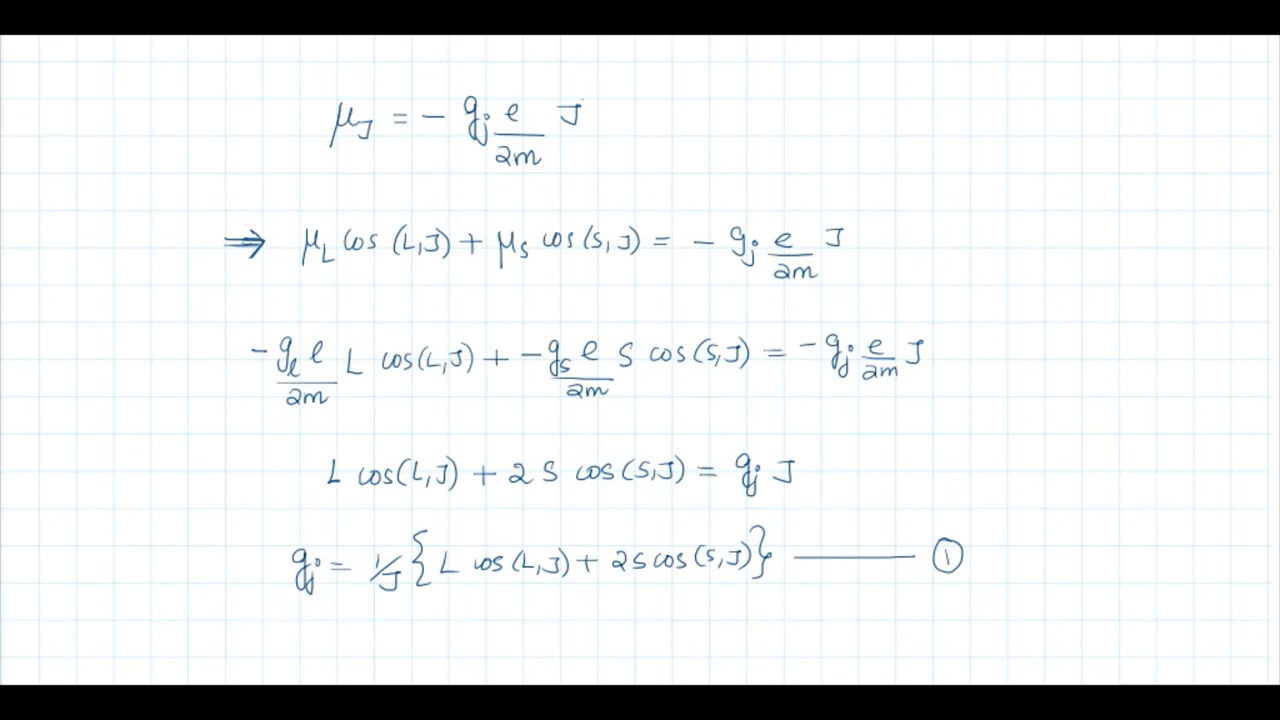 μ_J = - g_j e/2m J
⇒ μ_L cos (L,J) + μ_S cos (S, J) = - g_j e/2m J
-g_l e/2m L cos(L,J) + -g_s e/2m S cos(S,J) = -g_j e/2m J
L cos(L,J) + 2 S cos(S,J) = g_j J
g_j = 1/J { L cos(L,J) + 2S cos(S,J) } ——— ①